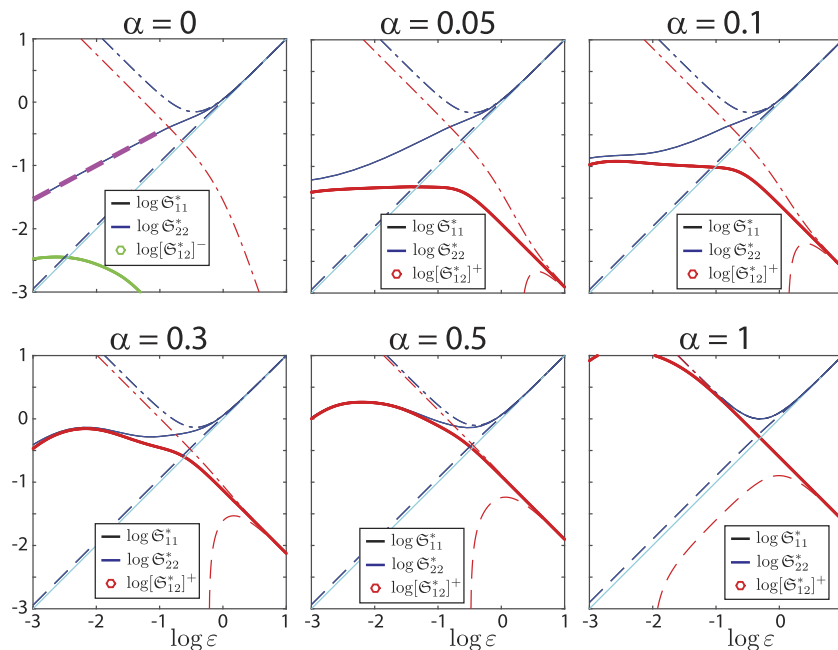 α = 0 α = 0.05 α = 0.1
1
0
-1
-2
-3
log 𝔖*₁₁
log 𝔖*₂₂
log[𝔖*₁₂]⁻
log 𝔖*₁₁
log 𝔖*₂₂
log[𝔖*₁₂]⁺
log 𝔖*₁₁
log 𝔖*₂₂
log[𝔖*₁₂]⁺
α = 0.3 α = 0.5 α = 1
1
0
-1
-2
-3
log 𝔖*₁₁
log 𝔖*₂₂
log[𝔖*₁₂]⁺
log 𝔖*₁₁
log 𝔖*₂₂
log[𝔖*₁₂]⁺
log 𝔖*₁₁
log 𝔖*₂₂
log[𝔖*₁₂]⁺
-3 -2 -1 0 1 -3 -2 -1 0 1 -3 -2 -1 0 1
log ε log ε log ε